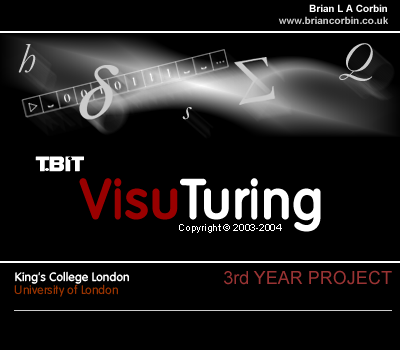 Brian L A Corbin
www.briancorbin.co.uk
h
δ
Σ
Q
s
T.BIT
VisuTuring
Copyright © 2003-2004
King's College London
3rd YEAR PROJECT
University of London